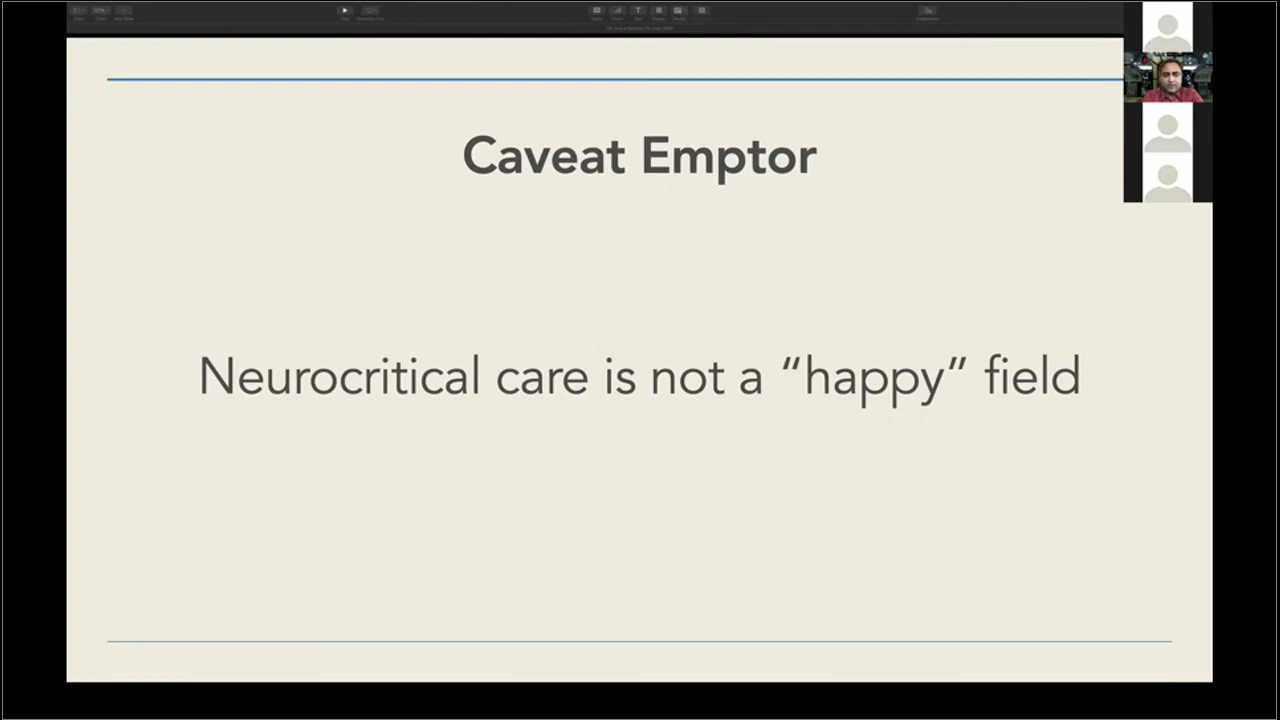 Caveat Emptor
Neurocritical care is not a “happy” field